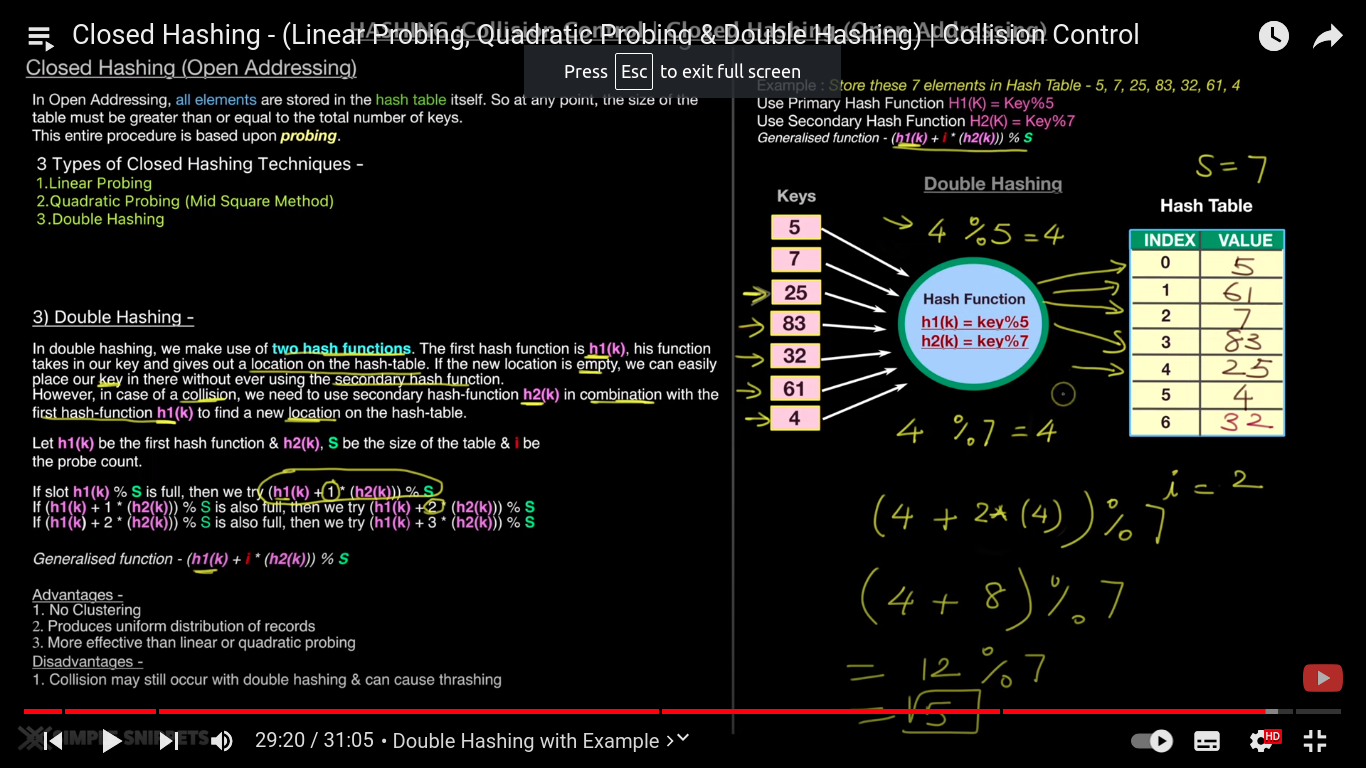 Closed Hashing - (Linear Probing, Quadratic Probing & Double Hashing) | Collision Control
HASHING :Collision Control | Closed Hashing (Open Addressing)
Press Esc to exit full screen
Closed Hashing (Open Addressing)
In Open Addressing, all elements are stored in the hash table itself. So at any point, the size of the
table must be greater than or equal to the total number of keys.
This entire procedure is based upon probing.
3 Types of Closed Hashing Techniques -
1.Linear Probing
2.Quadratic Probing (Mid Square Method)
3.Double Hashing
3) Double Hashing -
In double hashing, we make use of two hash functions. The first hash function is h1(k), his function
takes in our key and gives out a location on the hash-table. If the new location is empty, we can easily
place our key in there without ever using the secondary hash function.
However, in case of a collision, we need to use secondary hash-function h2(k) in combination with the
first hash-function h1(k) to find a new location on the hash-table.
Let h1(k) be the first hash function & h2(k), S be the size of the table & i be
the probe count.
If slot h1(k) % S is full, then we try (h1(k) + 1 * (h2(k))) % S
If (h1(k) + 1 * (h2(k))) % S is also full, then we try (h1(k) + 2 * (h2(k))) % S
If (h1(k) + 2 * (h2(k))) % S is also full, then we try (h1(k) + 3 * (h2(k))) % S
Generalised function - (h1(k) + i * (h2(k))) % S
Advantages -
1. No Clustering
2. Produces uniform distribution of records
3. More effective than linear or quadratic probing
Disadvantages -
1. Collision may still occur with double hashing & can cause thrashing
Example : Store these 7 elements in Hash Table - 5, 7, 25, 83, 32, 61, 4
Use Primary Hash Function H1(K) = Key%5
Use Secondary Hash Function H2(K) = Key%7
Generalised function - (h1(k) + i * (h2(k))) % S
S = 7
Double Hashing
Keys
5
7
25
83
32
61
4
4 % 5 = 4
Hash Function
h1(k) = key%5
h2(k) = key%7
4 % 7 = 4
Hash Table
INDEX VALUE
0 5
1 61
2 7
3 83
4 25
5 4
6 32
i = 2
(4 + 2 * (4)) % 7
(4 + 8) % 7
= 12 % 7
= 5
SIMPLE SNIPPETS
29:20 / 31:05 • Double Hashing with Example
HD